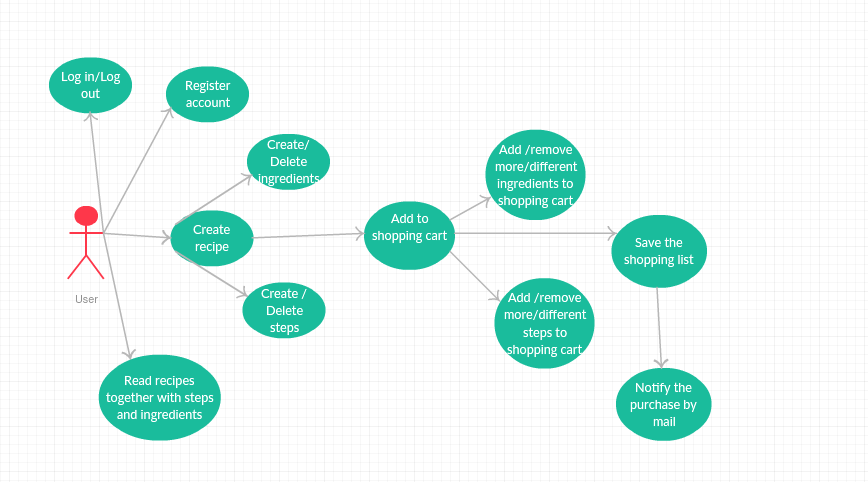 Log in/Log
out
Register
account
Create/
Delete
ingredients
Create
recipe
Create /
Delete
steps
User
Read recipes
together with steps
and ingredients
Add to
shopping cart
Add /remove
more/different
ingredients to
shopping cart
Add /remove
more/different
steps to
shopping cart
Save the
shopping list
Notify the
purchase by
mail